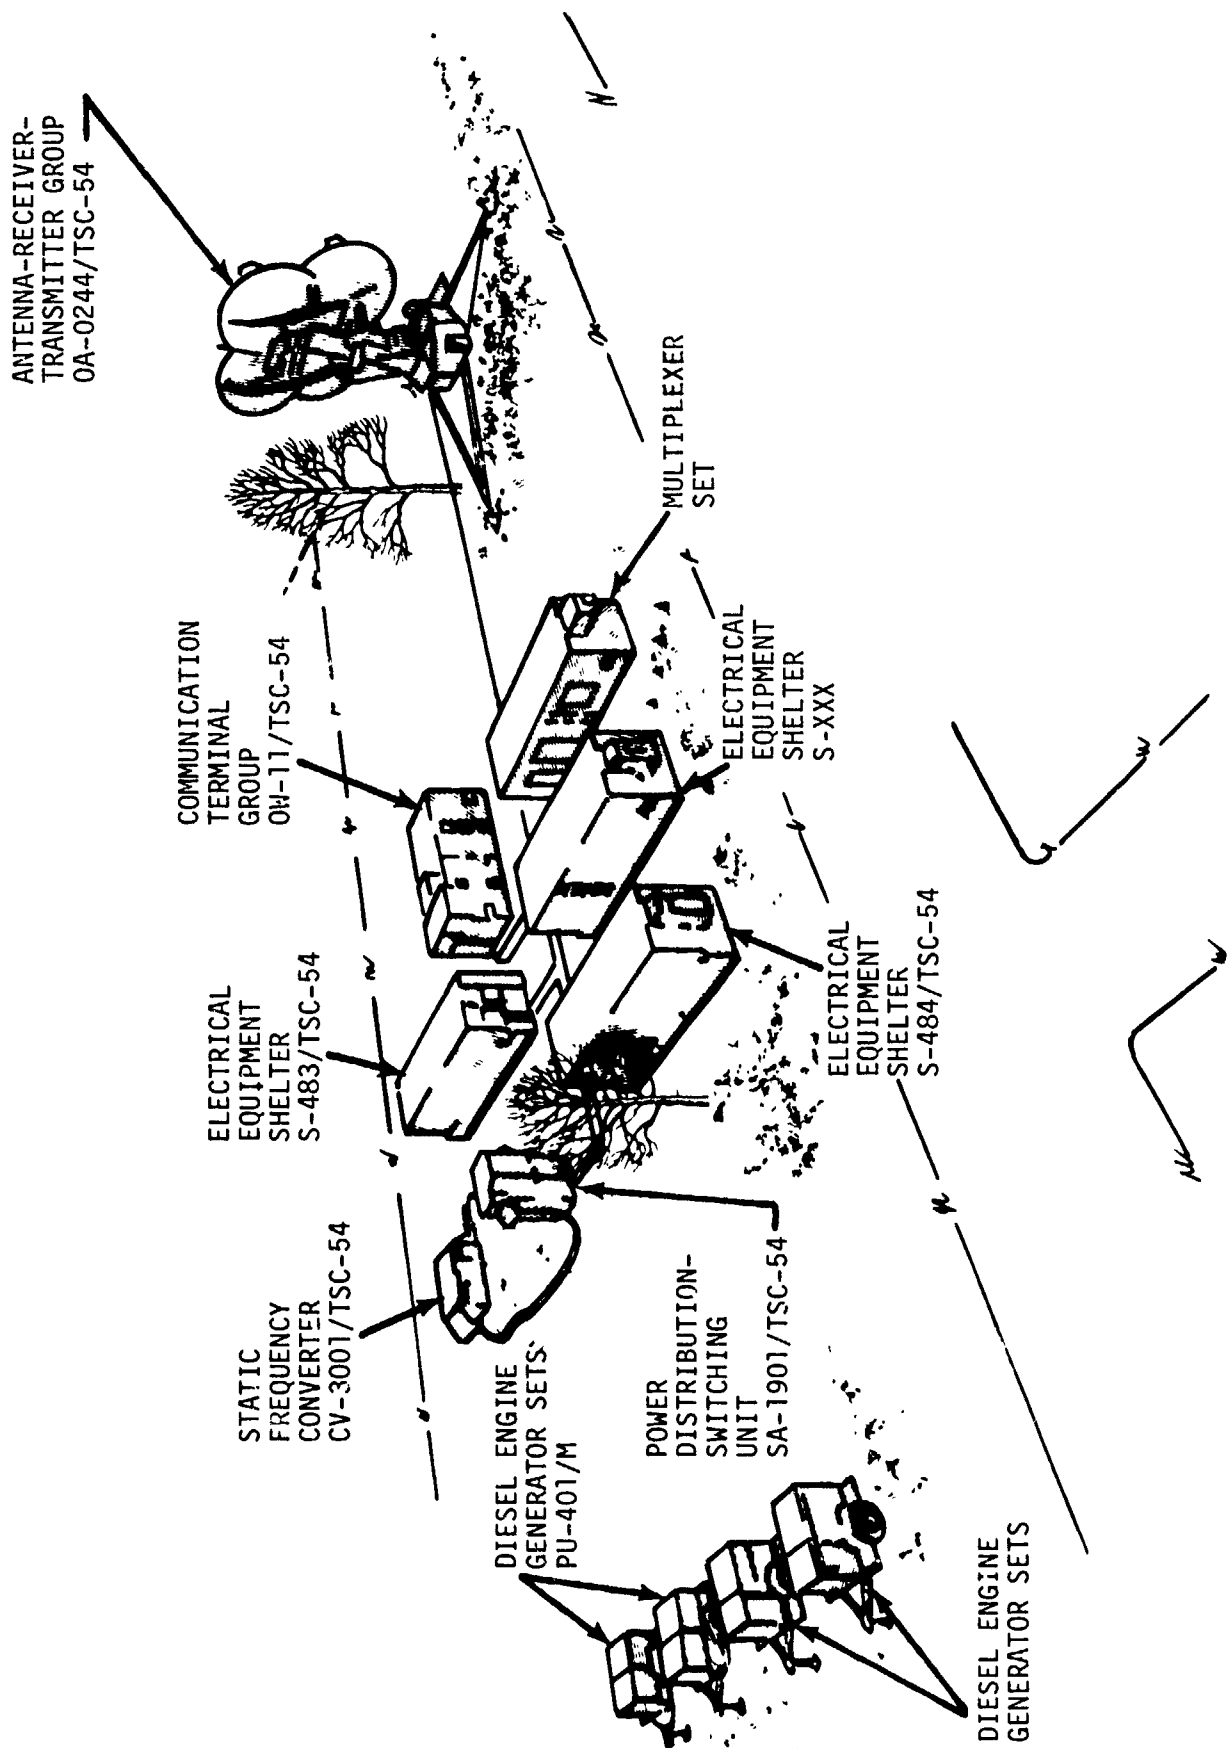 ANTENNA-RECEIVER-
TRANSMITTER GROUP
OA-0244/TSC-54
COMMUNICATION
TERMINAL
GROUP
OW-11/TSC-54
ELECTRICAL
EQUIPMENT
SHELTER
S-483/TSC-54
STATIC
FREQUENCY
CONVERTER
CV-3001/TSC-54
DIESEL ENGINE
GENERATOR SETS
PU-401/M
MULTIPLEXER
SET
ELECTRICAL
EQUIPMENT
SHELTER
S-XXX
ELECTRICAL
EQUIPMENT
SHELTER
S-484/TSC-54
POWER
DISTRIBUTION-
SWITCHING
UNIT
SA-1901/TSC-54
DIESEL ENGINE
GENERATOR SETS